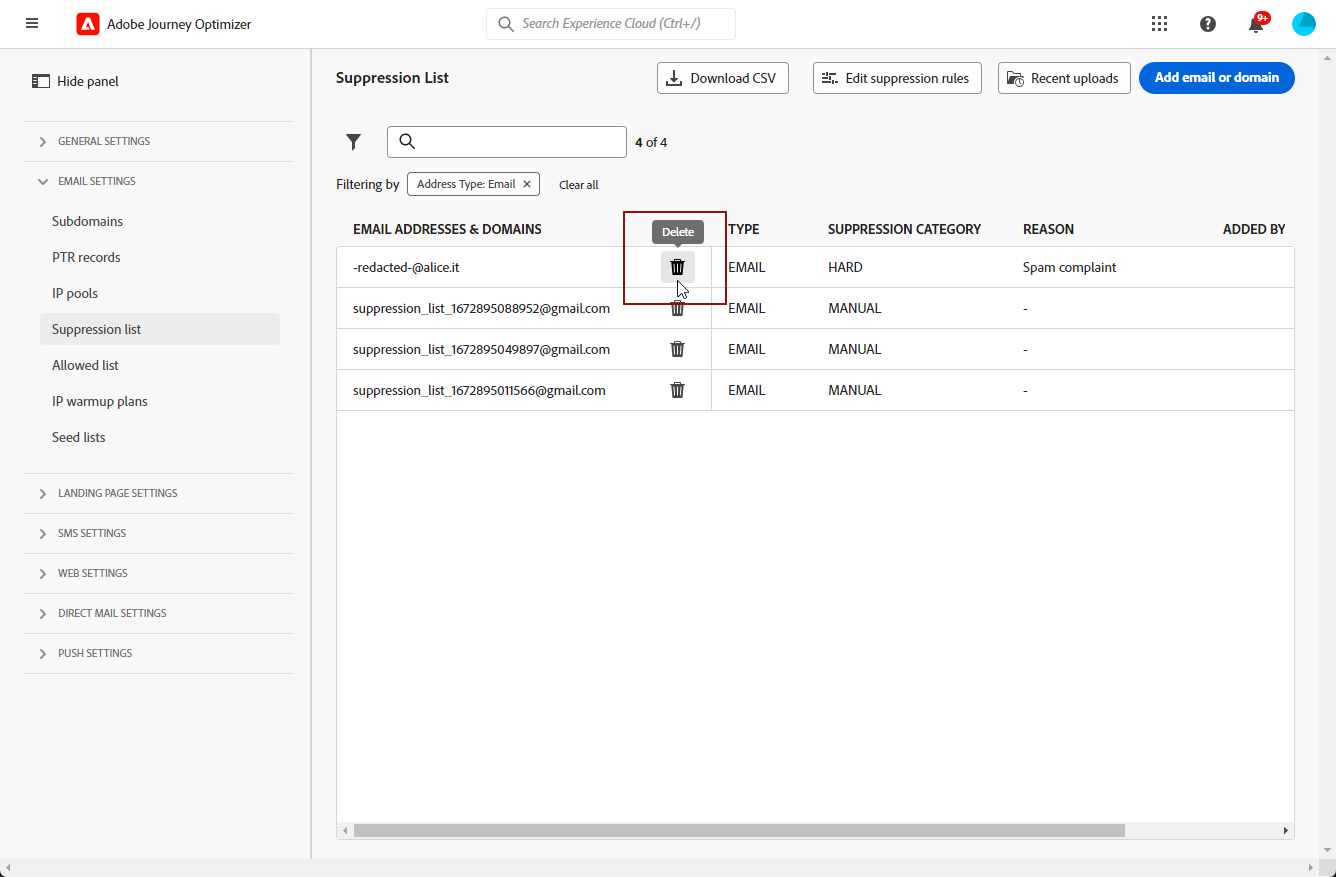 Adobe Journey Optimizer
Search Experience Cloud (Ctrl+/)
9+
Hide panel
GENERAL SETTINGS
EMAIL SETTINGS
Subdomains
PTR records
IP pools
Suppression list
Allowed list
IP warmup plans
Seed lists
LANDING PAGE SETTINGS
SMS SETTINGS
WEB SETTINGS
DIRECT MAIL SETTINGS
PUSH SETTINGS
Suppression List
Download CSV
Edit suppression rules
Recent uploads
Add email or domain
4 of 4
Filtering by Address Type: Email Clear all
EMAIL ADDRESSES & DOMAINS TYPE SUPPRESSION CATEGORY REASON ADDED BY
Delete
-redacted-@alice.it EMAIL HARD Spam complaint
suppression_list_1672895088952@gmail.com EMAIL MANUAL -
suppression_list_1672895049897@gmail.com EMAIL MANUAL -
suppression_list_1672895011566@gmail.com EMAIL MANUAL -